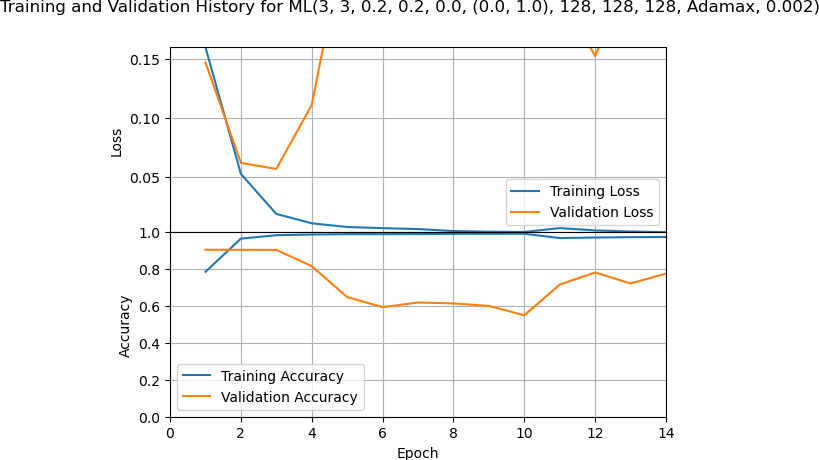 Training and Validation History for ML(3, 3, 0.2, 0.2, 0.0, (0.0, 1.0), 128, 128, 128, Adamax, 0.002)
0.15
0.10
0.05
Loss
Training Loss
Validation Loss
1.0
0.8
0.6
0.4
0.2
0.0
Accuracy
Training Accuracy
Validation Accuracy
0 2 4 6 8 10 12 14
Epoch